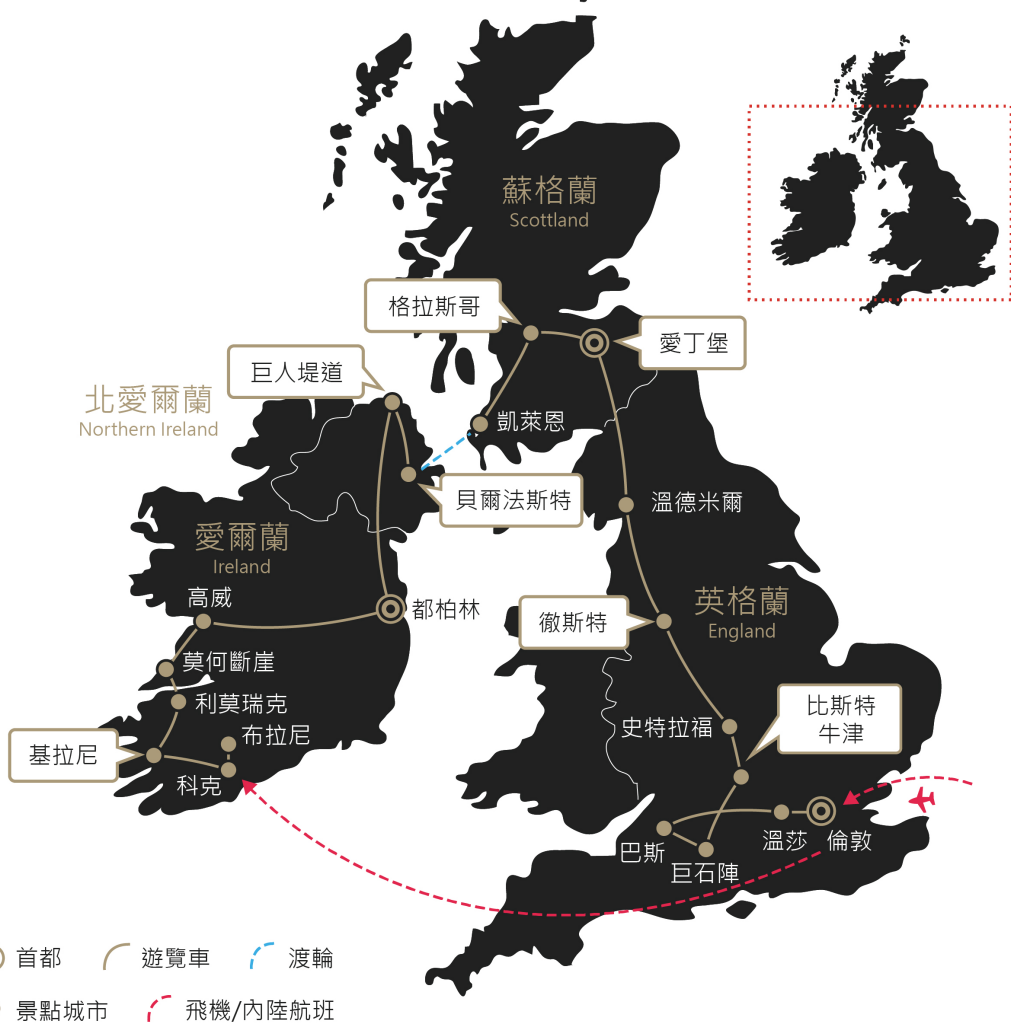 蘇格蘭
Scottland
格拉斯哥
愛丁堡
巨人堤道
北愛爾蘭
Northern Ireland
凱萊恩
貝爾法斯特
溫德米爾
愛爾蘭
Ireland
高威
都柏林
英格蘭
England
徹斯特
莫何斷崖
利莫瑞克
布拉尼
基拉尼
科克
史特拉福
比斯特
牛津
溫莎
倫敦
巴斯
巨石陣
首都
遊覽車
渡輪
景點城市
飛機/內陸航班